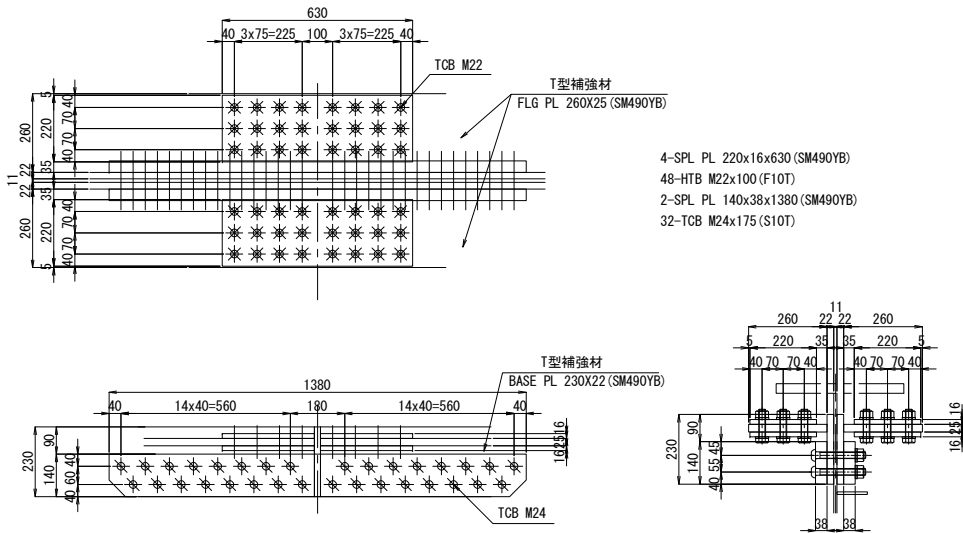 630
40 3x75=225 100 3x75=225 40
TCB M22
T型補強材
FLG PL 260X25(SM490YB)
5
40
70
70
40
35
220
260
22
11
22
35
40
70
70
40
220
260
5
4-SPL PL 220x16x630(SM490YB)
48-HTB M22x100(F10T)
2-SPL PL 140x38x1380(SM490YB)
32-TCB M24x175(S10T)
T型補強材
BASE PL 230X22(SM490YB)
1380
40 14x40=560 180 14x40=560 40
230
90
140
40
60
40
16
25
16
TCB M24
11
260 22 22 260
5 220 35 35 220 5
40 70 70 40 40 70 70 40
230
90
140
45
55
40
16
25
16
38 38